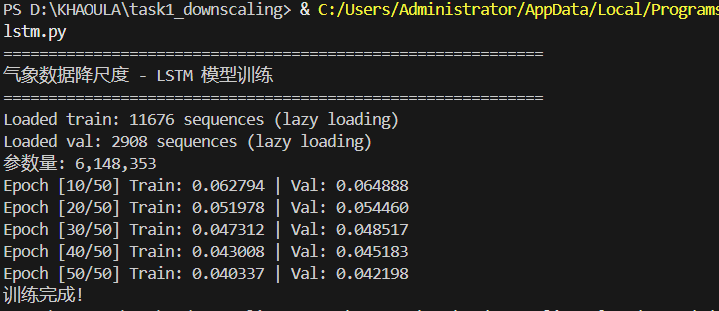 PS D:\KHAOULA\task1_downscaling> & C:/Users/Administrator/AppData/Local/Programs
lstm.py
============================================================
气象数据降尺度 - LSTM 模型训练
============================================================
Loaded train: 11676 sequences (lazy loading)
Loaded val: 2908 sequences (lazy loading)
参数量: 6,148,353
Epoch [10/50] Train: 0.062794 | Val: 0.064888
Epoch [20/50] Train: 0.051978 | Val: 0.054460
Epoch [30/50] Train: 0.047312 | Val: 0.048517
Epoch [40/50] Train: 0.043008 | Val: 0.045183
Epoch [50/50] Train: 0.040337 | Val: 0.042198
训练完成!